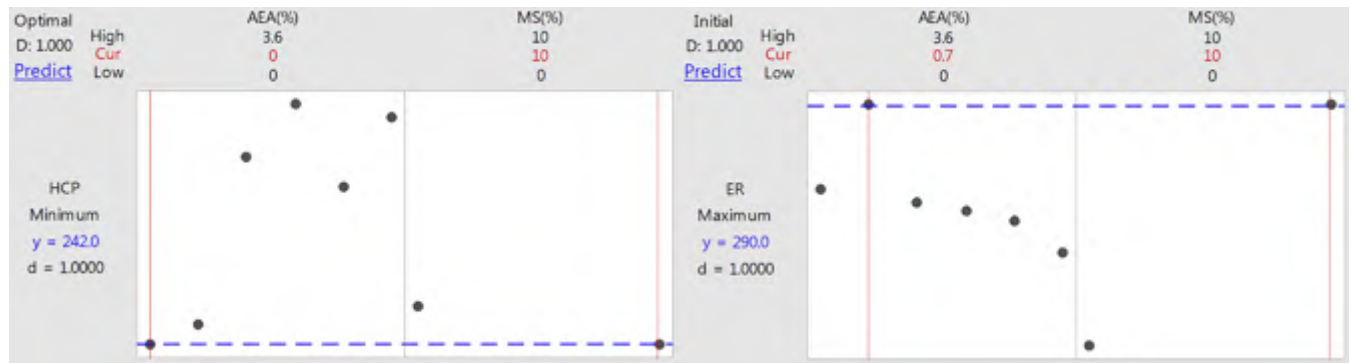 Optimal
D: 1.000
Predict
High
Cur
Low
AEA(%)
3.6
0
0
MS(%)
10
10
0
HCP
Minimum
y = 242.0
d = 1.0000
Initial
D: 1.000
Predict
High
Cur
Low
AEA(%)
3.6
0.7
0
MS(%)
10
10
0
ER
Maximum
y = 290.0
d = 1.0000